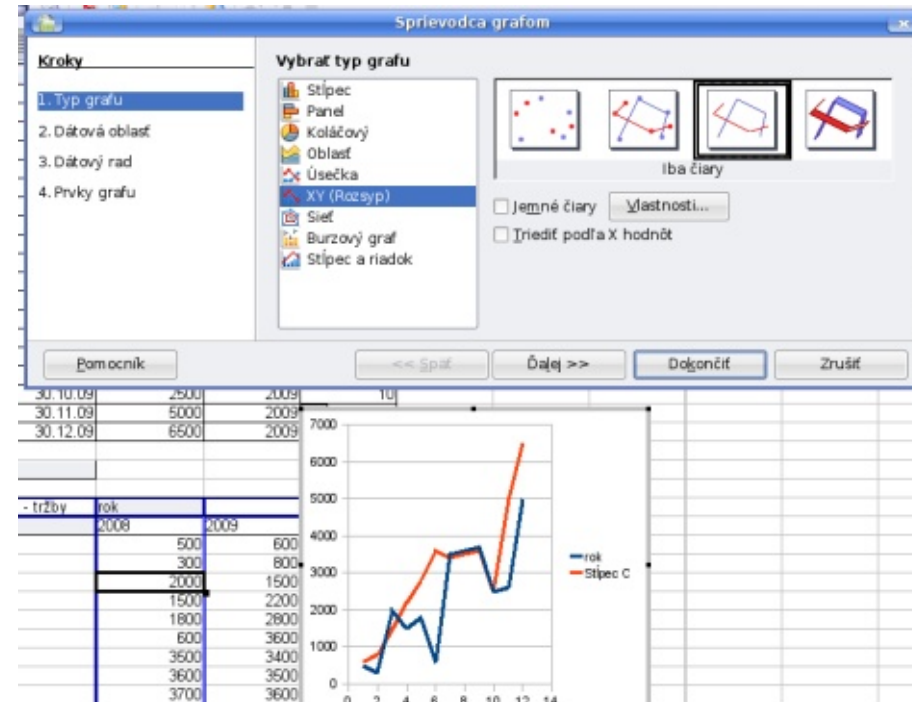 Sprievodca grafom
Kroky
1. Typ grafu
2. Dátová oblasť
3. Dátový rad
4. Prvky grafu
Vybrať typ grafu
Stĺpec
Panel
Koláčový
Oblasť
Úsečka
XY (Rozsyp)
Sieť
Burzový graf
Stĺpec a riadok
Iba čiary
Jemné čiary
Vlastnosti...
Triediť podľa X hodnôt
Pomocník
<< Späť
Ďalej >>
Dokončiť
Zrušiť
30.10.09 2500 2009 10
30.11.09 5000 2009
30.12.09 6500 2009
- tržby rok
2008 2009
500 600
300 800
2000 1500
1500 2200
1800 2800
600 3600
3500 3400
3600 3500
3700 3600
7000
6000
5000
4000
3000
2000
1000
0
0 2 4 6 8 10 12 14
rok
Stĺpec C